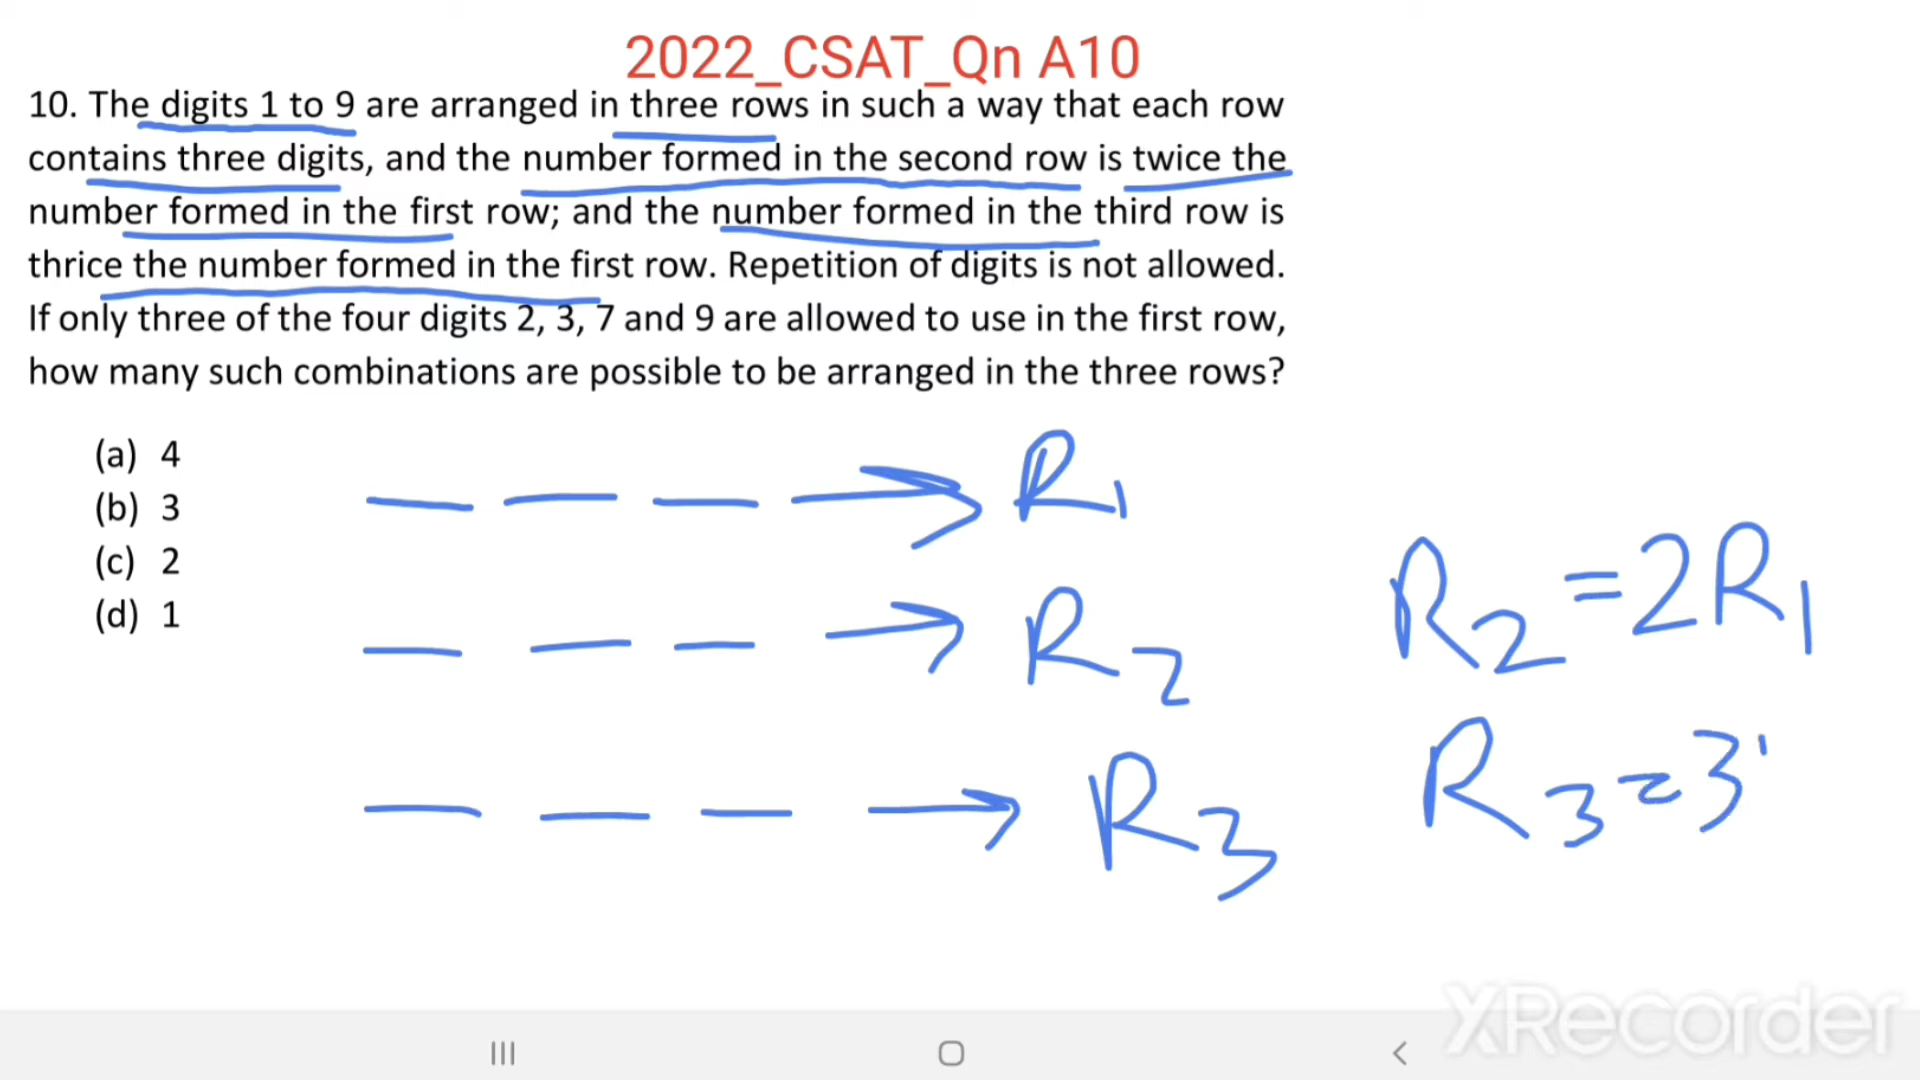 2022_CSAT_Qn A10
10. The digits 1 to 9 are arranged in three rows in such a way that each row
contains three digits, and the number formed in the second row is twice the
number formed in the first row; and the number formed in the third row is
thrice the number formed in the first row. Repetition of digits is not allowed.
If only three of the four digits 2, 3, 7 and 9 are allowed to use in the first row,
how many such combinations are possible to be arranged in the three rows?
(a) 4
(b) 3
(c) 2
(d) 1
R1
R2
R3
R2 = 2R1
R3 = 3
XRecorder